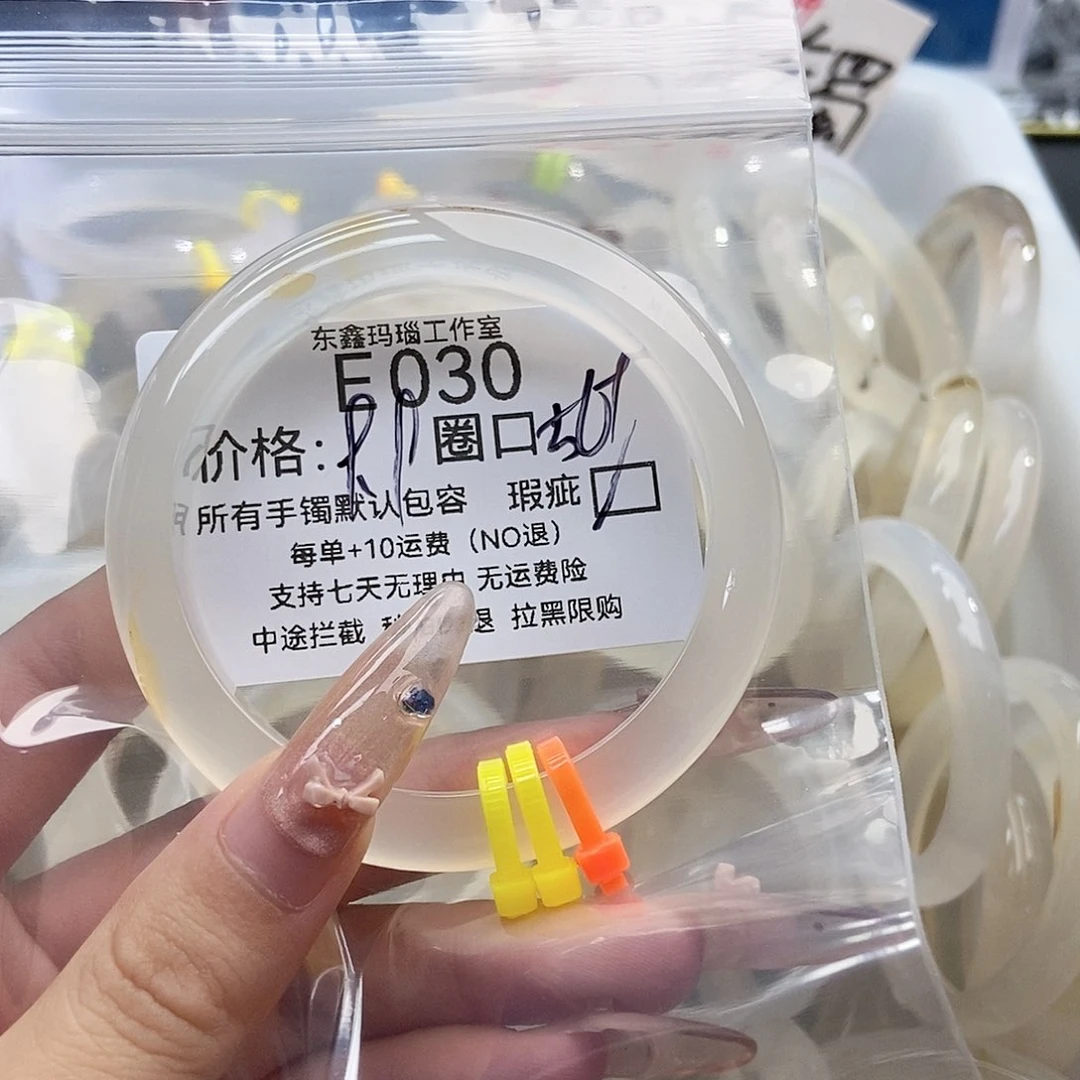 东鑫玛瑙工作室
E030
价格: 圈口
所有手镯默认包容 瑕疵
每单+10运费（NO退）
支持七天无理由 无运费险
中途拦截 退 拉黑限购